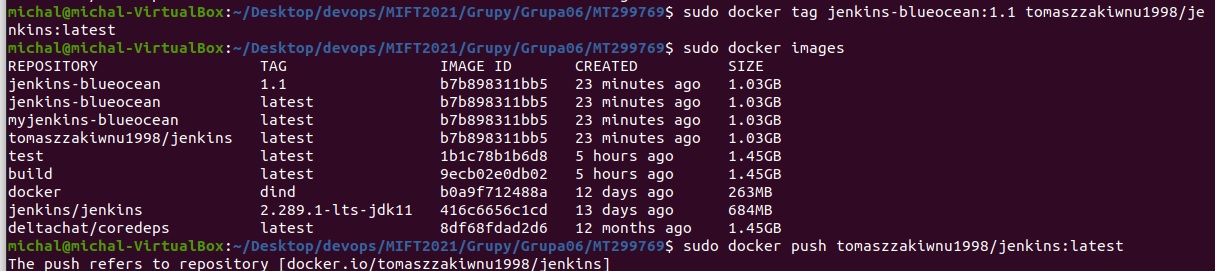 michal@michal-VirtualBox:~/Desktop/devops/MIFT2021/Grupy/Grupa06/MT299769$ sudo docker tag jenkins-blueocean:1.1 tomaszzakiwnu1998/je
nkins:latest
michal@michal-VirtualBox:~/Desktop/devops/MIFT2021/Grupy/Grupa06/MT299769$ sudo docker images
REPOSITORY TAG IMAGE ID CREATED SIZE
jenkins-blueocean 1.1 b7b898311bb5 23 minutes ago 1.03GB
jenkins-blueocean latest b7b898311bb5 23 minutes ago 1.03GB
myjenkins-blueocean latest b7b898311bb5 23 minutes ago 1.03GB
tomaszzakiwnu1998/jenkins latest b7b898311bb5 23 minutes ago 1.03GB
test latest 1b1c78b1b6d8 5 hours ago 1.45GB
build latest 9ecb02e0db02 5 hours ago 1.45GB
docker dind b0a9f712488a 12 days ago 263MB
jenkins/jenkins 2.289.1-lts-jdk11 416c6656c1cd 13 days ago 684MB
deltachat/coredeps latest 8df68fdad2d6 12 months ago 1.45GB
michal@michal-VirtualBox:~/Desktop/devops/MIFT2021/Grupy/Grupa06/MT299769$ sudo docker push tomaszzakiwnu1998/jenkins:latest
The push refers to repository [docker.io/tomaszzakiwnu1998/jenkins]